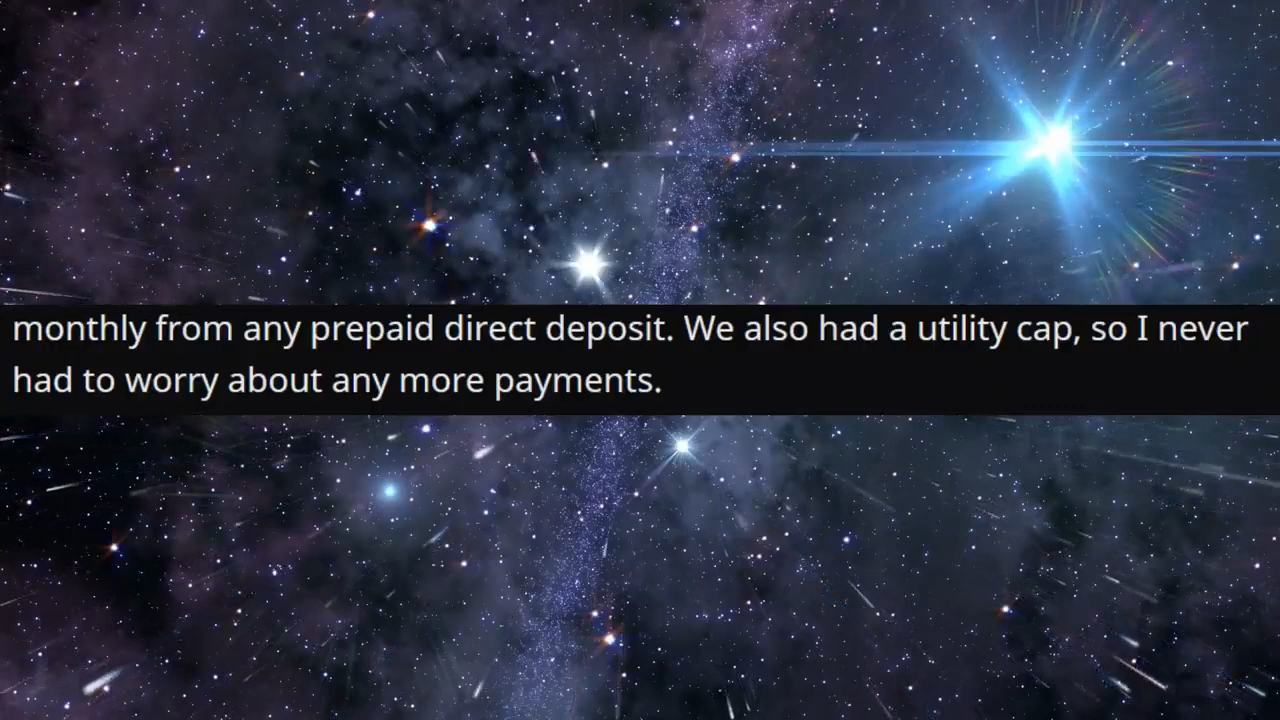 monthly from any prepaid direct deposit. We also had a utility cap, so I never
had to worry about any more payments.